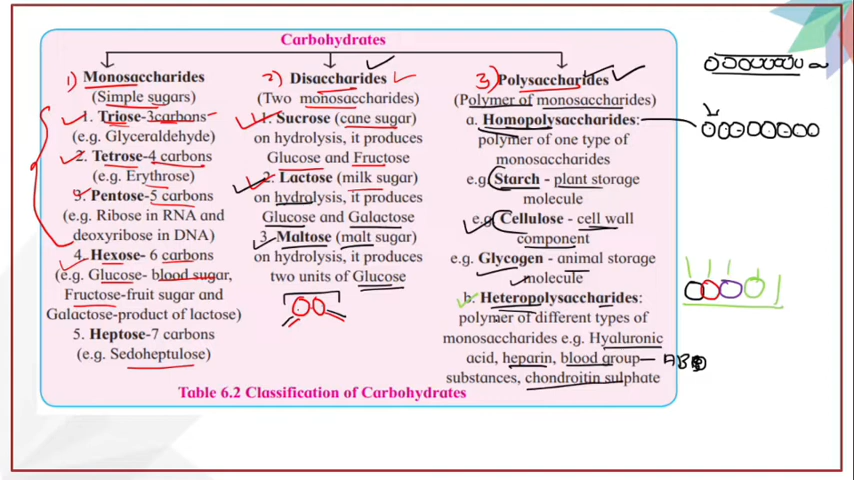 Carbohydrates
1) Monosaccharides
(Simple sugars)
1. Triose-3carbons
(e.g. Glyceraldehyde)
2. Tetrose-4 carbons
(e.g. Erythrose)
3. Pentose-5 carbons
(e.g. Ribose in RNA and
deoxyribose in DNA)
4. Hexose- 6 carbons
(e.g. Glucose- blood sugar,
Fructose-fruit sugar and
Galactose-product of lactose)
5. Heptose-7 carbons
(e.g. Sedoheptulose)
2) Disaccharides
(Two monosaccharides)
1. Sucrose (cane sugar)
on hydrolysis, it produces
Glucose and Fructose
2. Lactose (milk sugar)
on hydrolysis, it produces
Glucose and Galactose
3. Maltose (malt sugar)
on hydrolysis, it produces
two units of Glucose
3) Polysaccharides
(Polymer of monosaccharides)
a. Homopolysaccharides:
polymer of one type of
monosaccharides
e.g Starch - plant storage
molecule
e.g Cellulose - cell wall
component
e.g. Glycogen - animal storage
molecule
b. Heteropolysaccharides:
polymer of different types of
monosaccharides e.g. Hyaluronic
acid, heparin, blood group
substances, chondroitin sulphate
Table 6.2 Classification of Carbohydrates